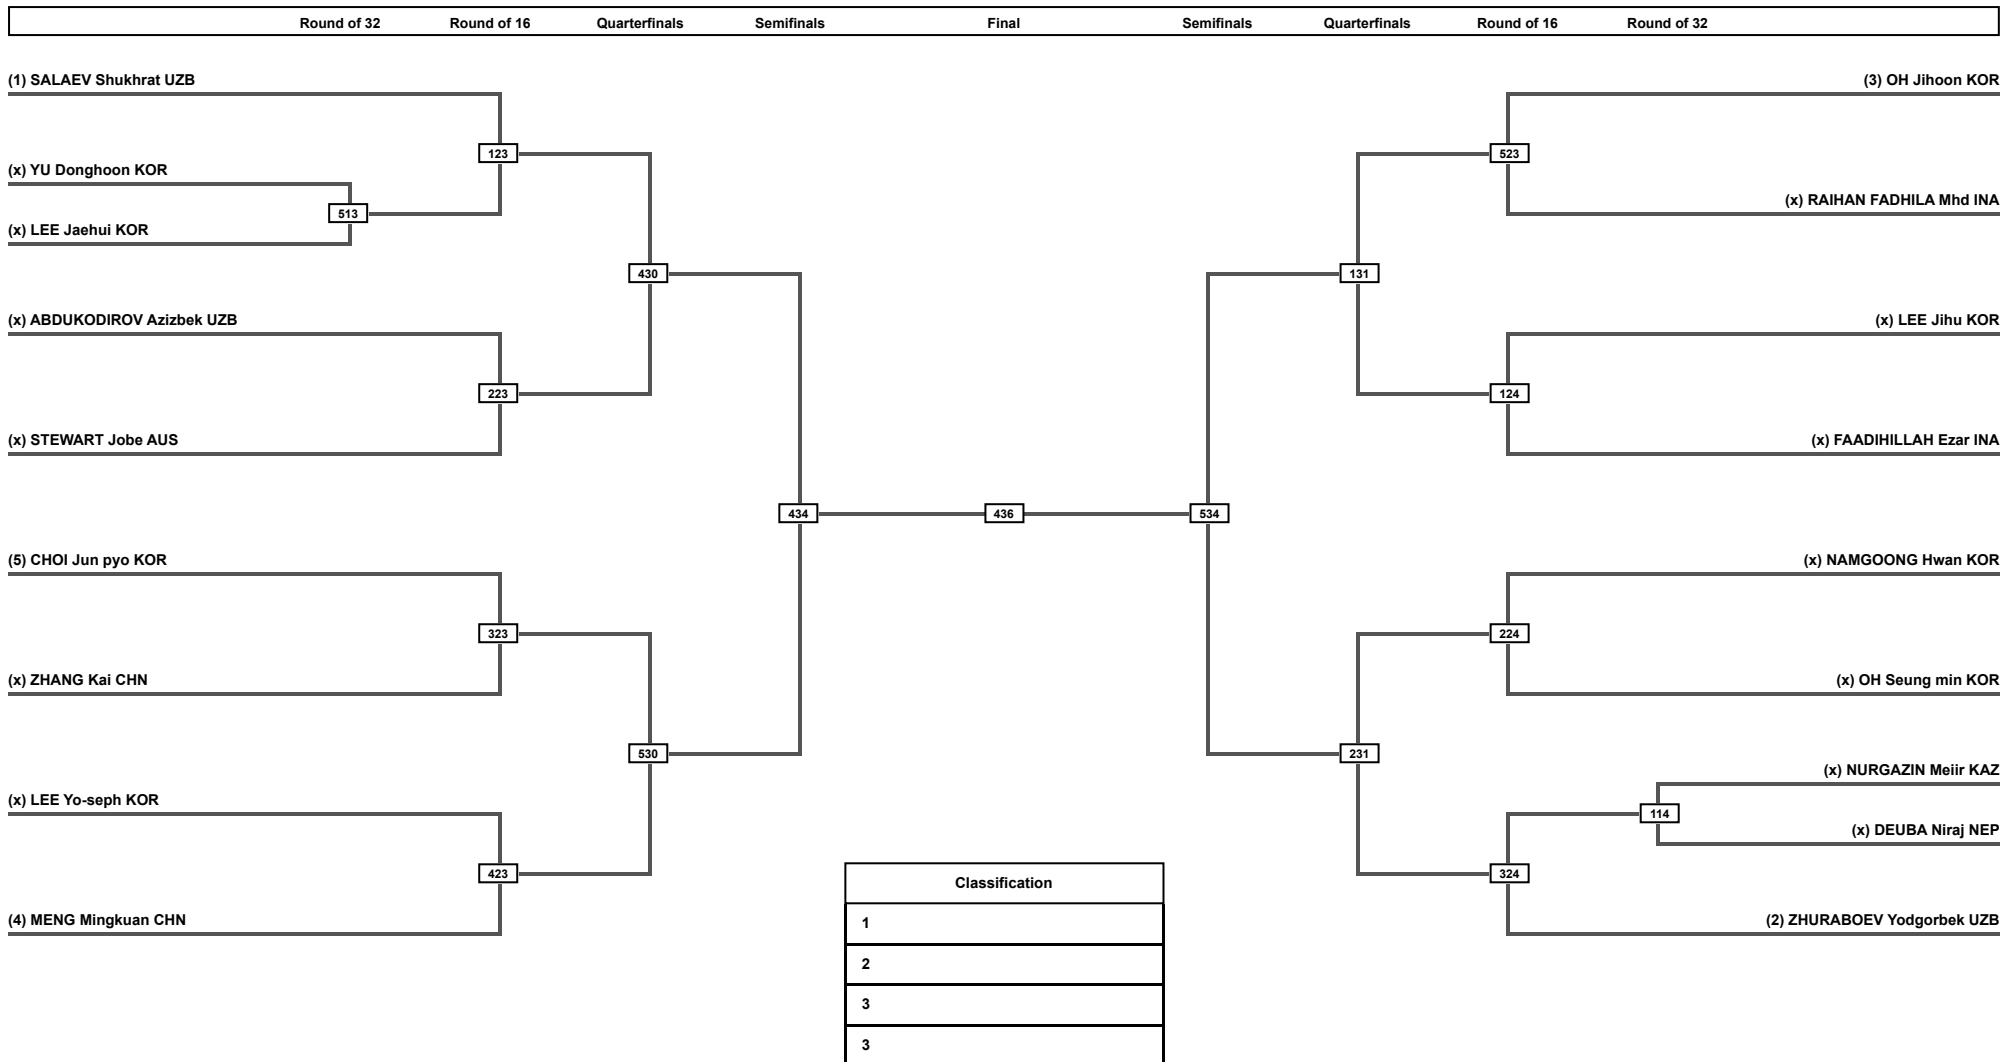 Round of 32 Round of 16 Quarterfinals Semifinals Final Semifinals Quarterfinals Round of 16 Round of 32
(1) SALAEV Shukhrat UZB
(3) OH Jihoon KOR
123
523
(x) YU Donghoon KOR
513
(x) RAIHAN FADHILA Mhd INA
(x) LEE Jaehui KOR
430
131
(x) ABDUKODIROV Azizbek UZB
(x) LEE Jihu KOR
223
124
(x) STEWART Jobe AUS
(x) FAADIHILLAH Ezar INA
434
436
534
(5) CHOI Jun pyo KOR
(x) NAMGOONG Hwan KOR
323
224
(x) ZHANG Kai CHN
(x) OH Seung min KOR
530
231
(x) NURGAZIN Meiir KAZ
(x) LEE Yo-seph KOR
114
(x) DEUBA Niraj NEP
423
324
(4) MENG Mingkuan CHN
(2) ZHURABOEV Yodgorbek UZB
Classification
1
2
3
3